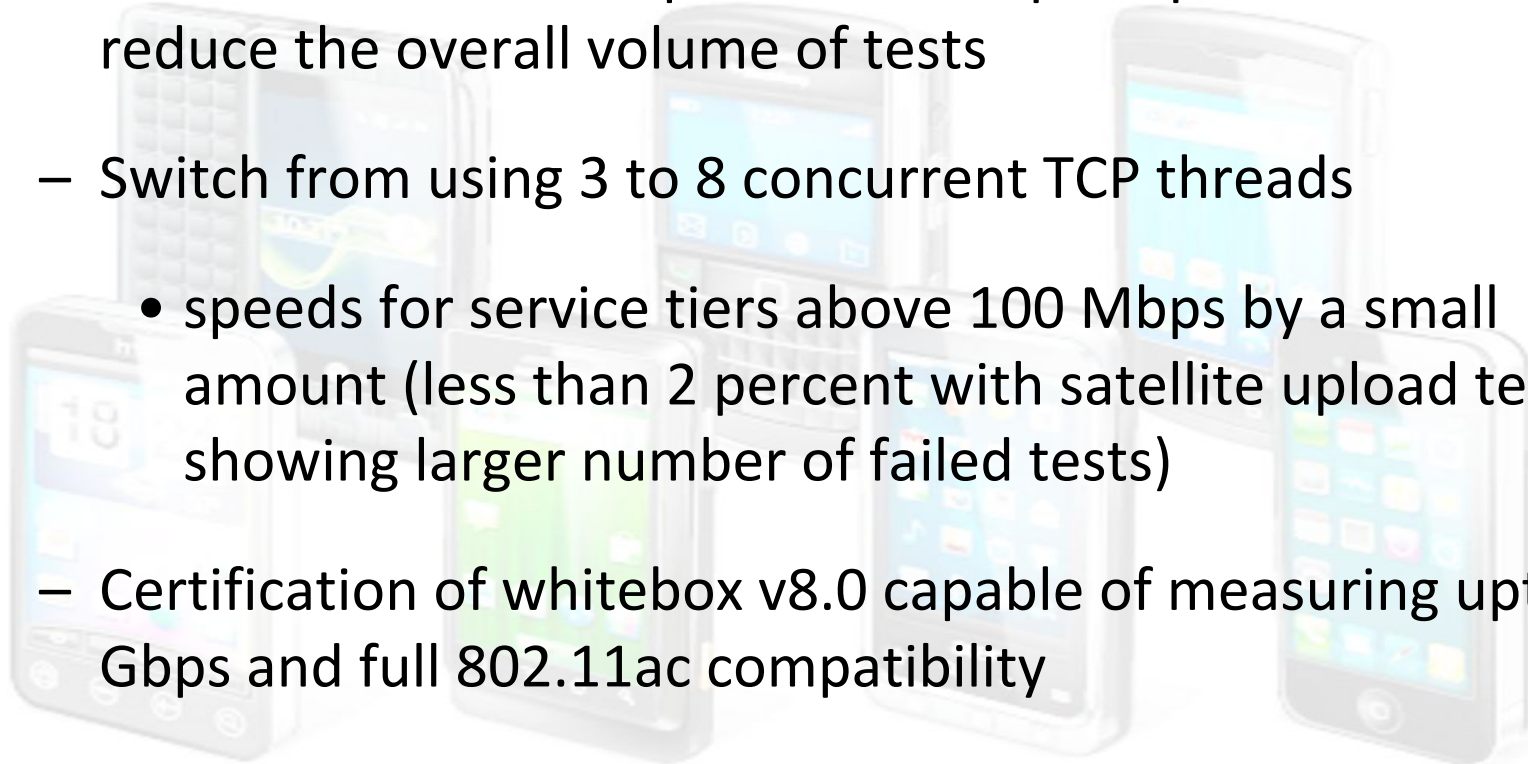 reduce the overall volume of tests
– Switch from using 3 to 8 concurrent TCP threads
• speeds for service tiers above 100 Mbps by a small
amount (less than 2 percent with satellite upload te
showing larger number of failed tests)
– Certification of whitebox v8.0 capable of measuring upt
Gbps and full 802.11ac compatibility